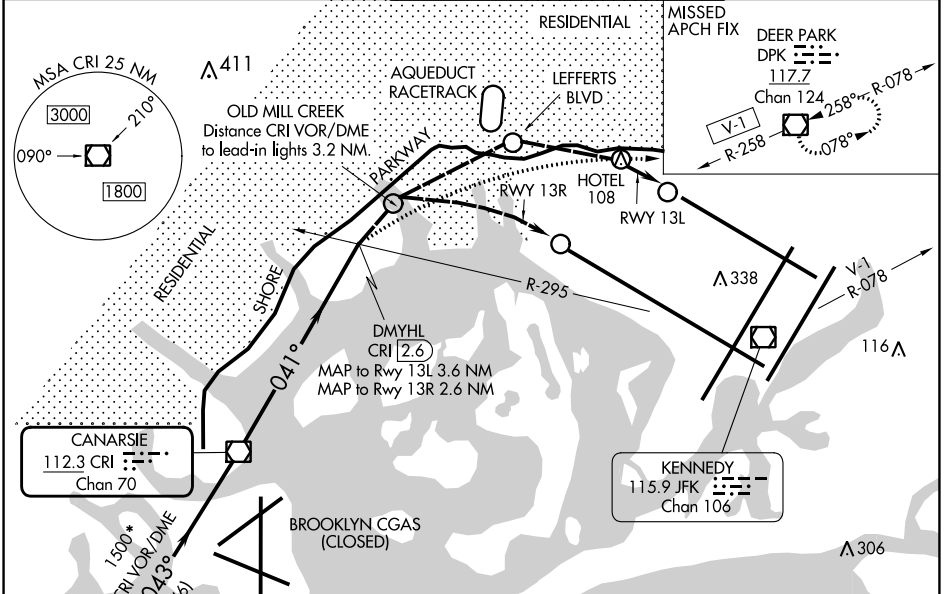 RESIDENTIAL
MISSED
APCH FIX
DEER PARK
DPK
117.7
Chan 124
V-1
258°
R-078
R-258
078°
MSA CRI 25 NM
3000
210°
090°
1800
411
AQUEDUCT
RACETRACK
LEFFERTS
BLVD
OLD MILL CREEK
Distance CRI VOR/DME
to lead-in lights 3.2 NM
PARKWAY
RWY 13R
HOTEL
108
RWY 13L
RESIDENTIAL
SHORE
R-295
338
V-1
R-078
116
DMYHL
CRI 2.6
MAP to Rwy 13L 3.6 NM
MAP to Rwy 13R 2.6 NM
041°
CANARSIE
112.3 CRI
Chan 70
KENNEDY
115.9 JFK
Chan 106
BROOKLYN CGAS
(CLOSED)
1500*
CRI VOR/DME
043°
306